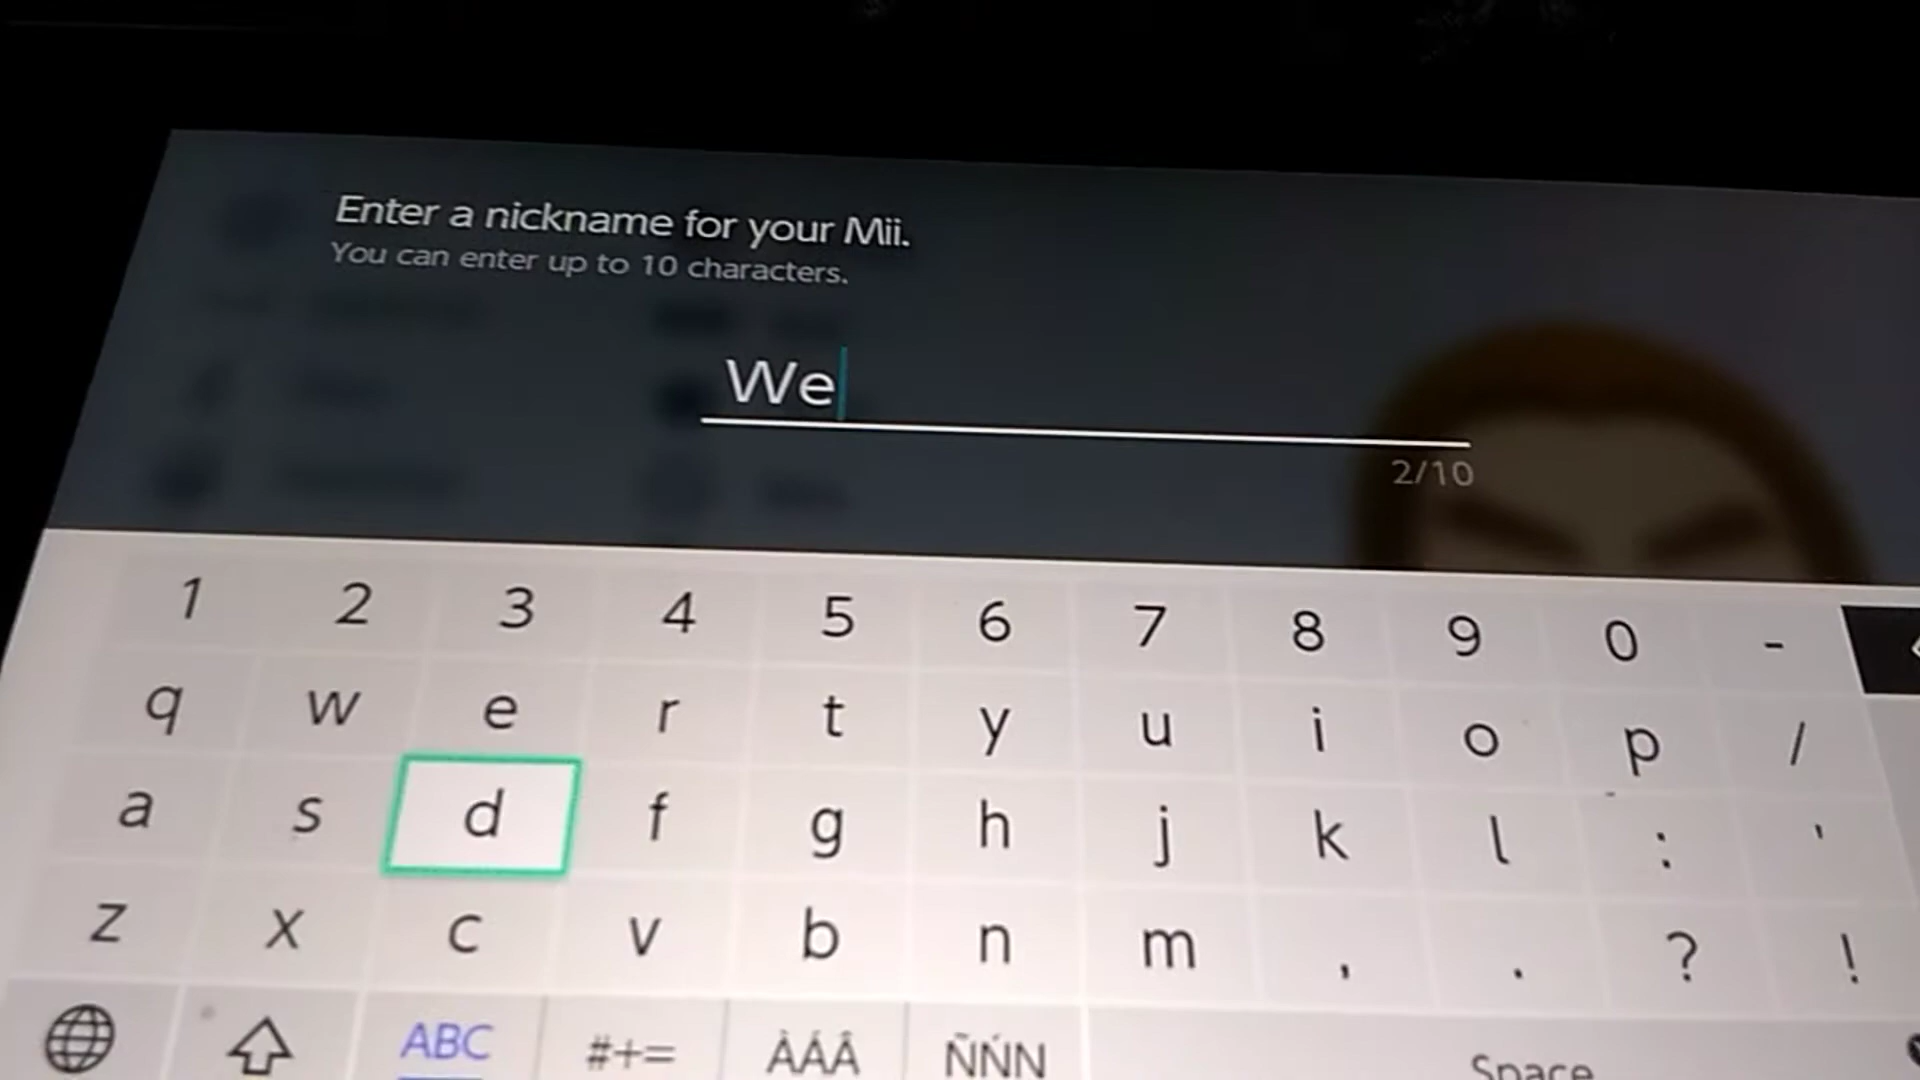 Enter a nickname for your Mii.
You can enter up to 10 characters.
We
2/10
1 2 3 4 5 6 7 8 9 0 -
q w e r t y u i o p /
a s d f g h j k l : '
z x c v b n m , . ? !
ABC #+= ÀÁÂ ÑŃN Space